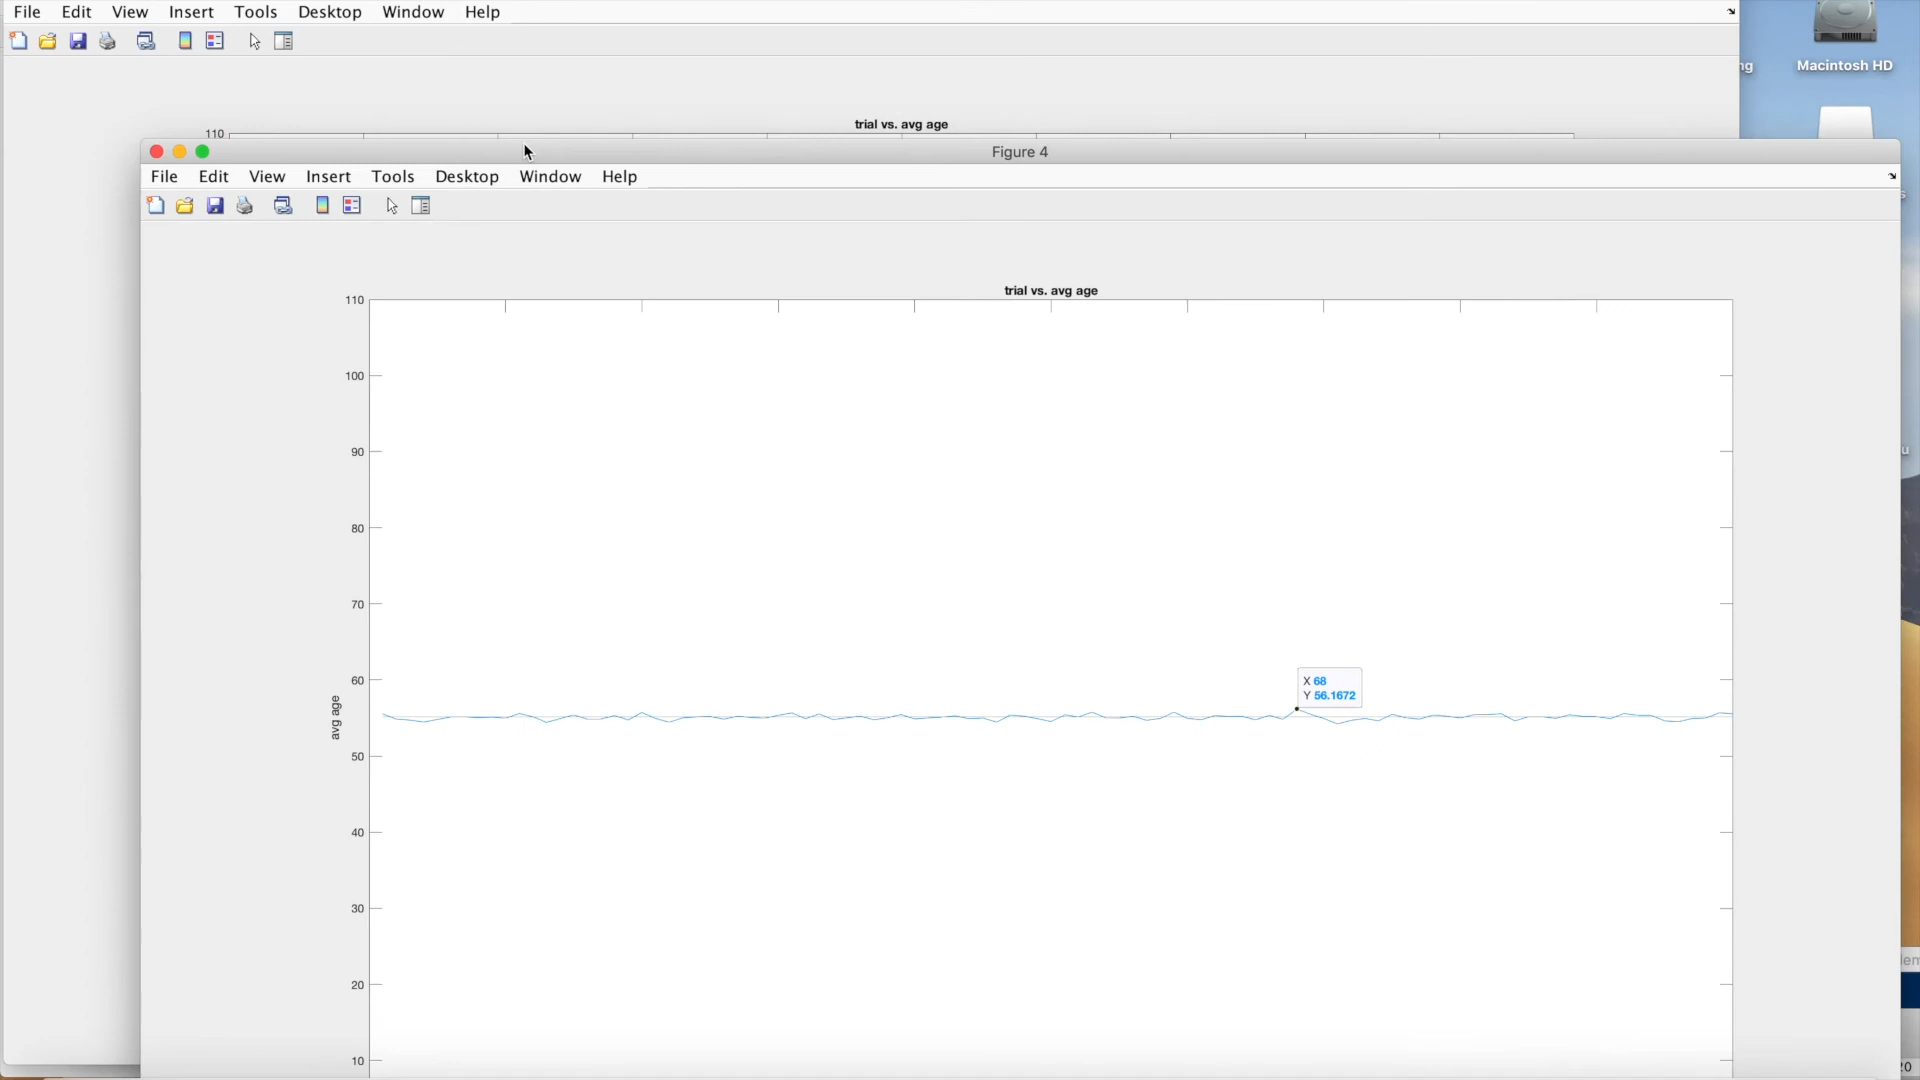 File Edit View Insert Tools Desktop Window Help
ng
Macintosh HD
trial vs. avg age
110
Figure 4
File Edit View Insert Tools Desktop Window Help
trial vs. avg age
110
100
90
80
70
60
50
40
30
20
10
avg age
X 68
Y 56.1672